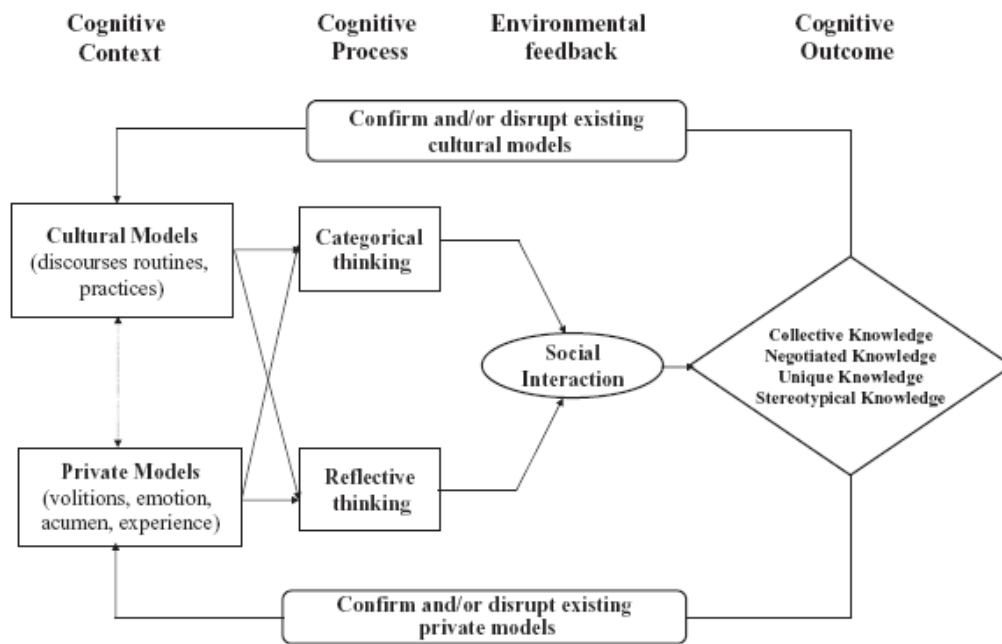 Cognitive
Context
Cognitive
Process
Environmental
feedback
Cognitive
Outcome
Confirm and/or disrupt existing
cultural models
Cultural Models
(discourses routines,
practices)
Categorical
thinking
Social
Interaction
Collective Knowledge
Negotiated Knowledge
Unique Knowledge
Stereotypical Knowledge
Private Models
(volitions, emotion,
acumen, experience)
Reflective
thinking
Confirm and/or disrupt existing
private models